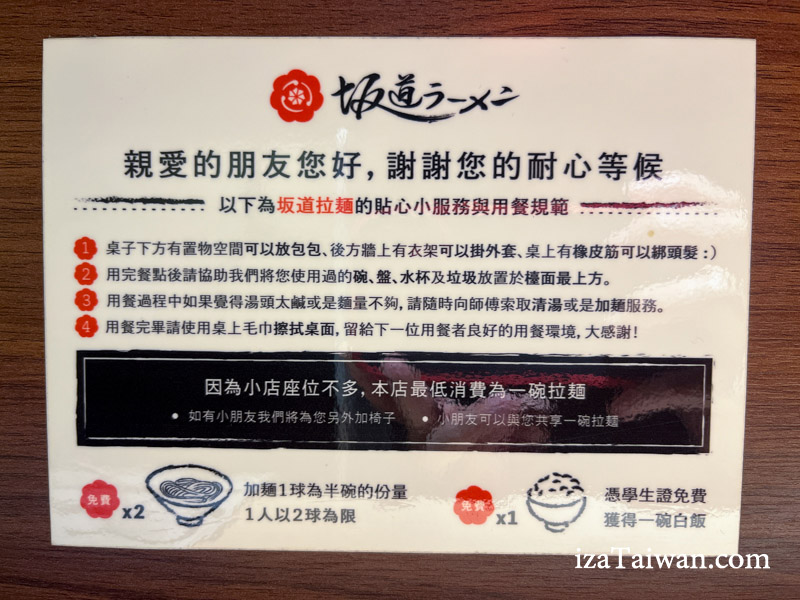 坂道ラーメン
親愛的朋友您好，謝謝您的耐心等候
以下為坂道拉麵的貼心小服務與用餐規範
1 桌子下方有置物空間可以放包包、後方牆上有衣架可以掛外套、桌上有橡皮筋可以綁頭髮 :)
2 用完餐點後請協助我們將您使用過的碗、盤、水杯及垃圾放置於檯面最上方。
3 用餐過程中如果覺得湯頭太鹹或是麵量不夠，請隨時向師傅索取清湯或是加麵服務。
4 用餐完畢請使用桌上毛巾擦拭桌面，留給下一位用餐者良好的用餐環境，大感謝！
因為小店座位不多，本店最低消費為一碗拉麵
● 如有小朋友我們將為您另外加椅子 ● 小朋友可以與您共享一碗拉麵
免費 x2 加麵1球為半碗的份量
1人以2球為限
免費 x1 憑學生證免費
獲得一碗白飯
izaTaiwan.com